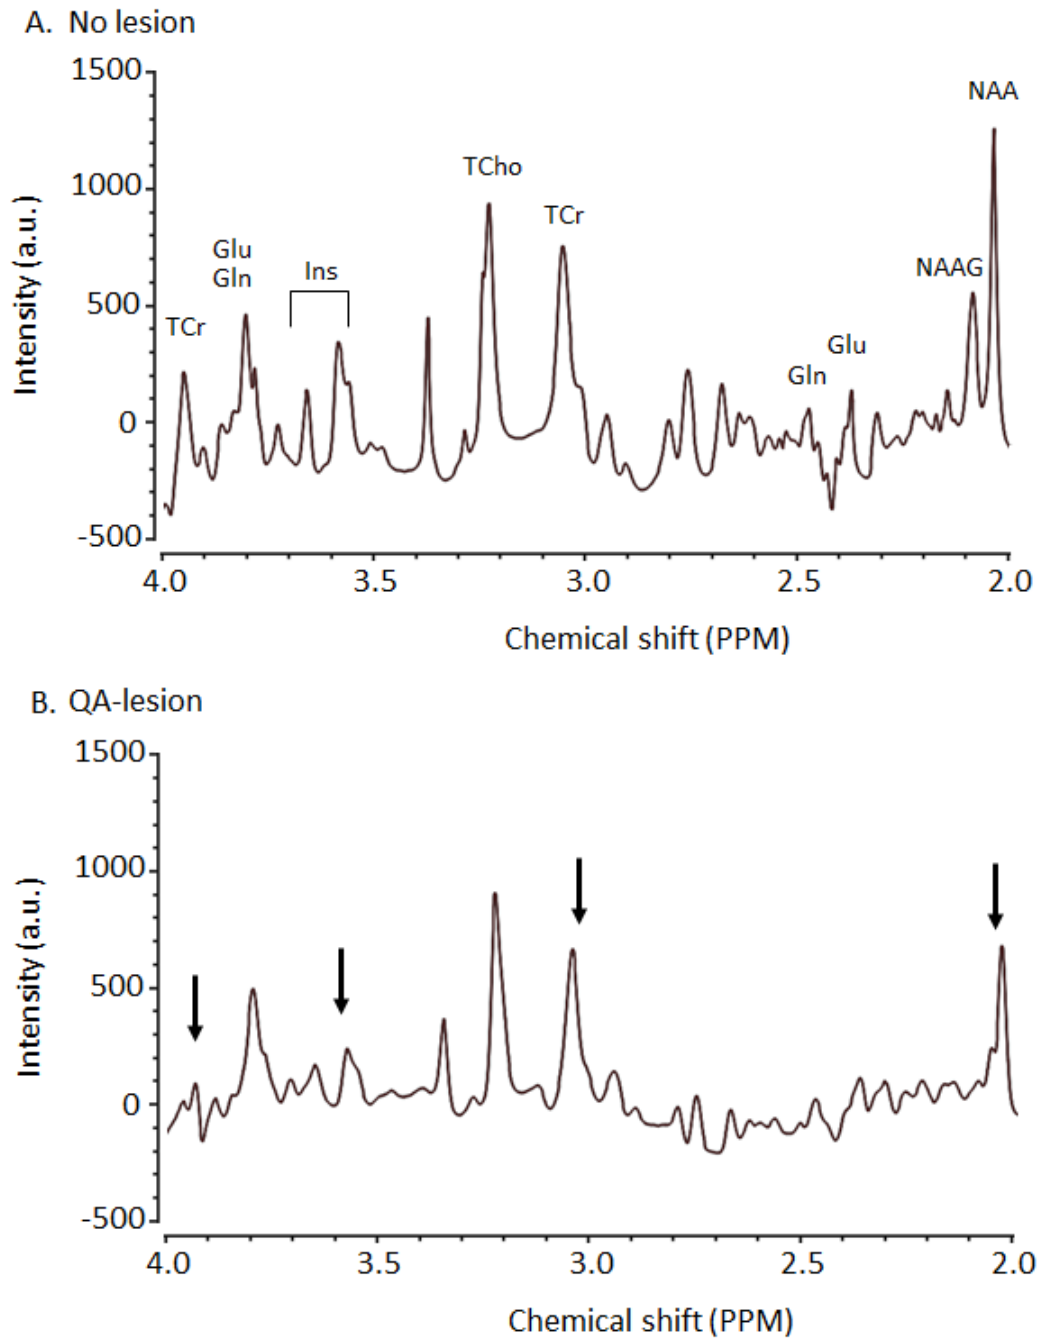 A. No lesion
1500
1000
500
0
-500
Intensity (a.u.)
NAA
TCho
TCr
Glu
Gln
Ins
NAAG
TCr
Glu
Gln
4.0 3.5 3.0 2.5 2.0
Chemical shift (PPM)
B. QA-lesion
1500
1000
500
0
-500
Intensity (a.u.)
4.0 3.5 3.0 2.5 2.0
Chemical shift (PPM)